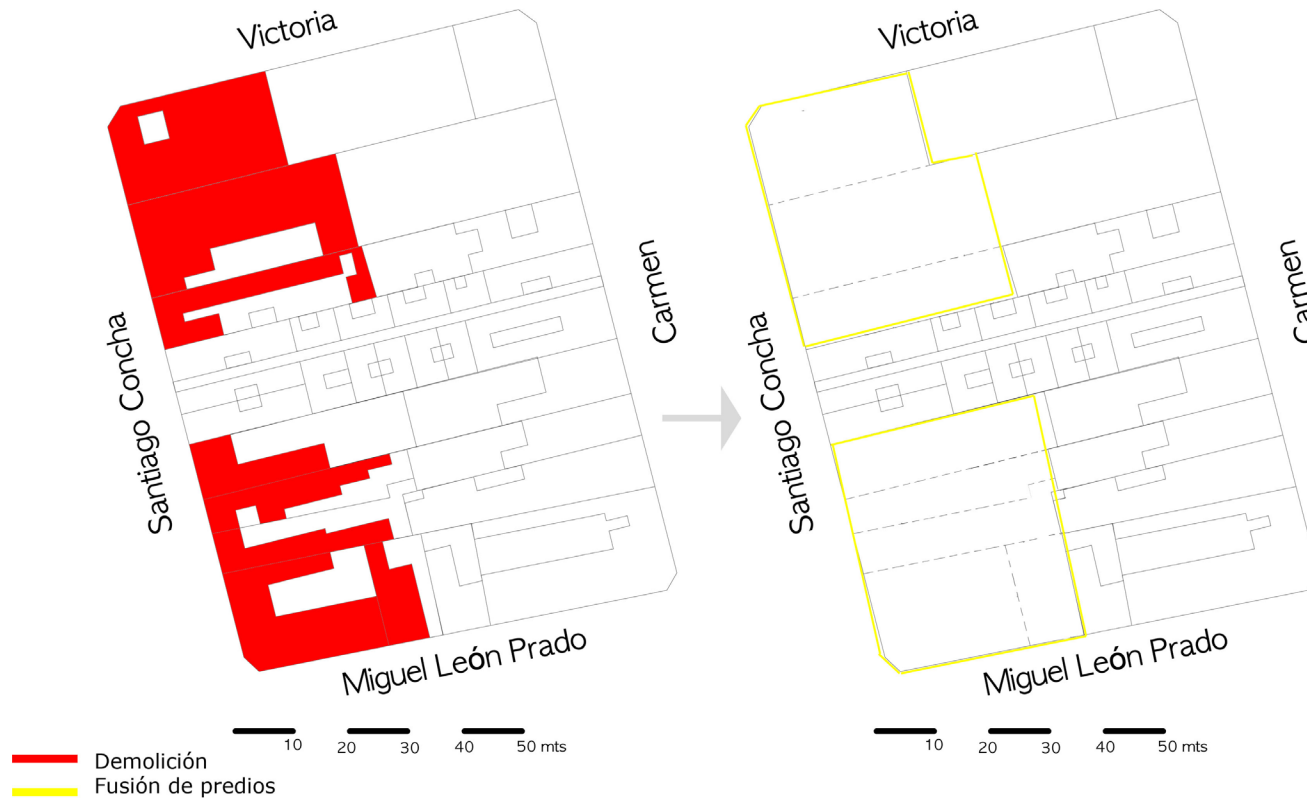 Victoria
Santiago Concha
Carmen
Miguel León Prado
10 20 30 40 50 mts
Victoria
Santiago Concha
Carmen
Miguel León Prado
10 20 30 40 50 mts
Demolición
Fusión de predios